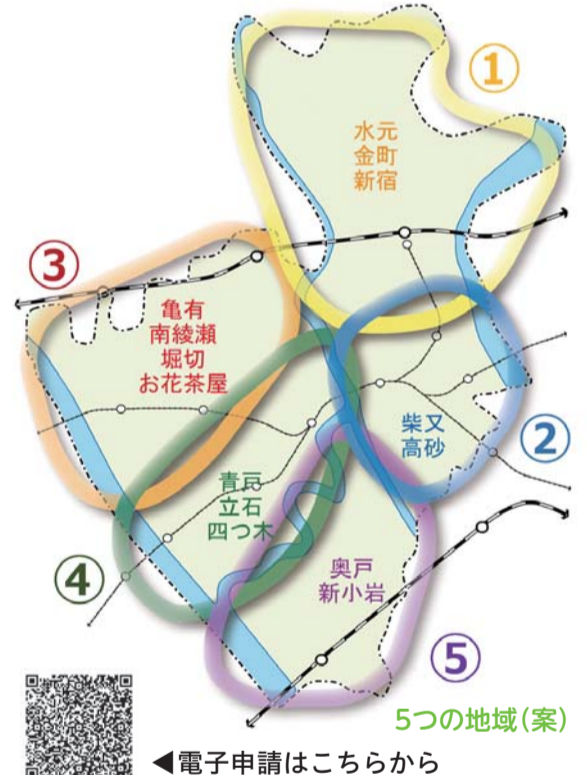 ①
水元
金町
新宿
③
亀有
南綾瀬
堀切
お花茶屋
柴又
高砂
②
青戸
立石
四つ木
④
奥戸
新小岩
⑤
5つの地域(案)
◀電子申請はこちらから